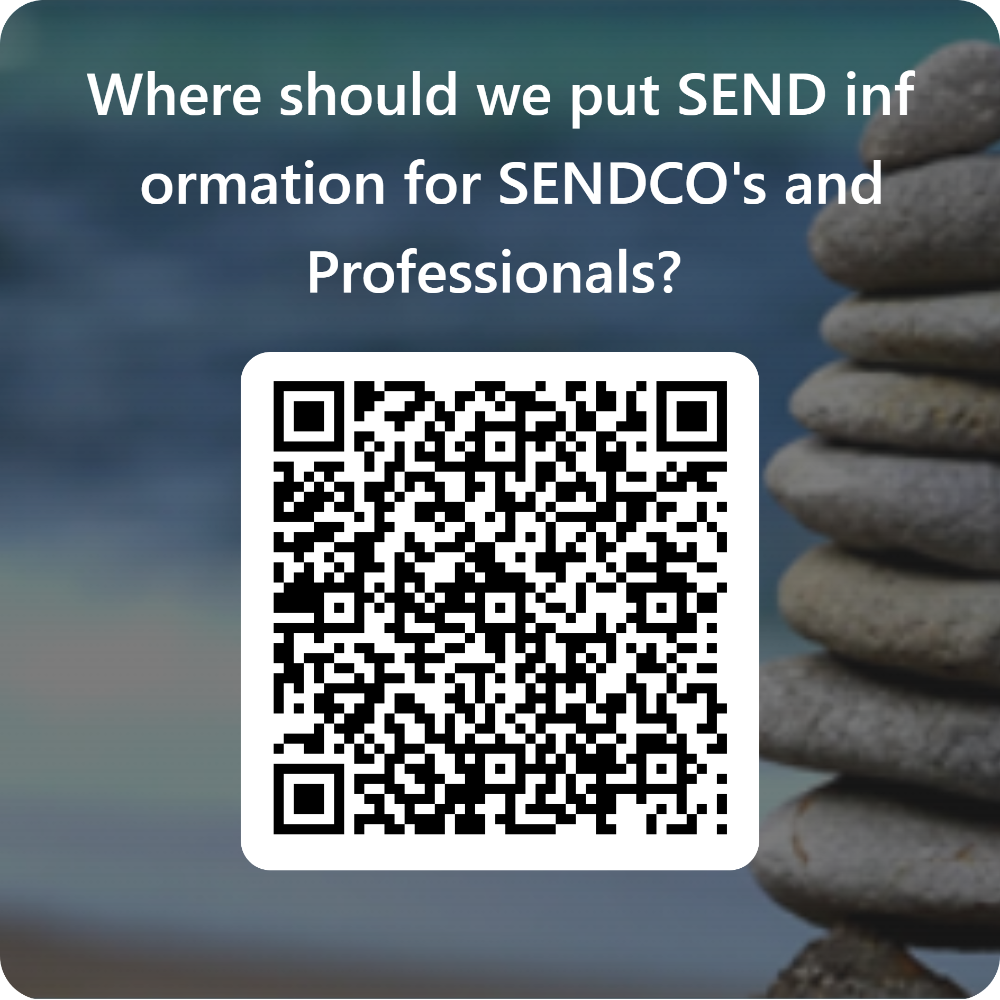 Where should we put SEND inf
ormation for SENDCO's and
Professionals?